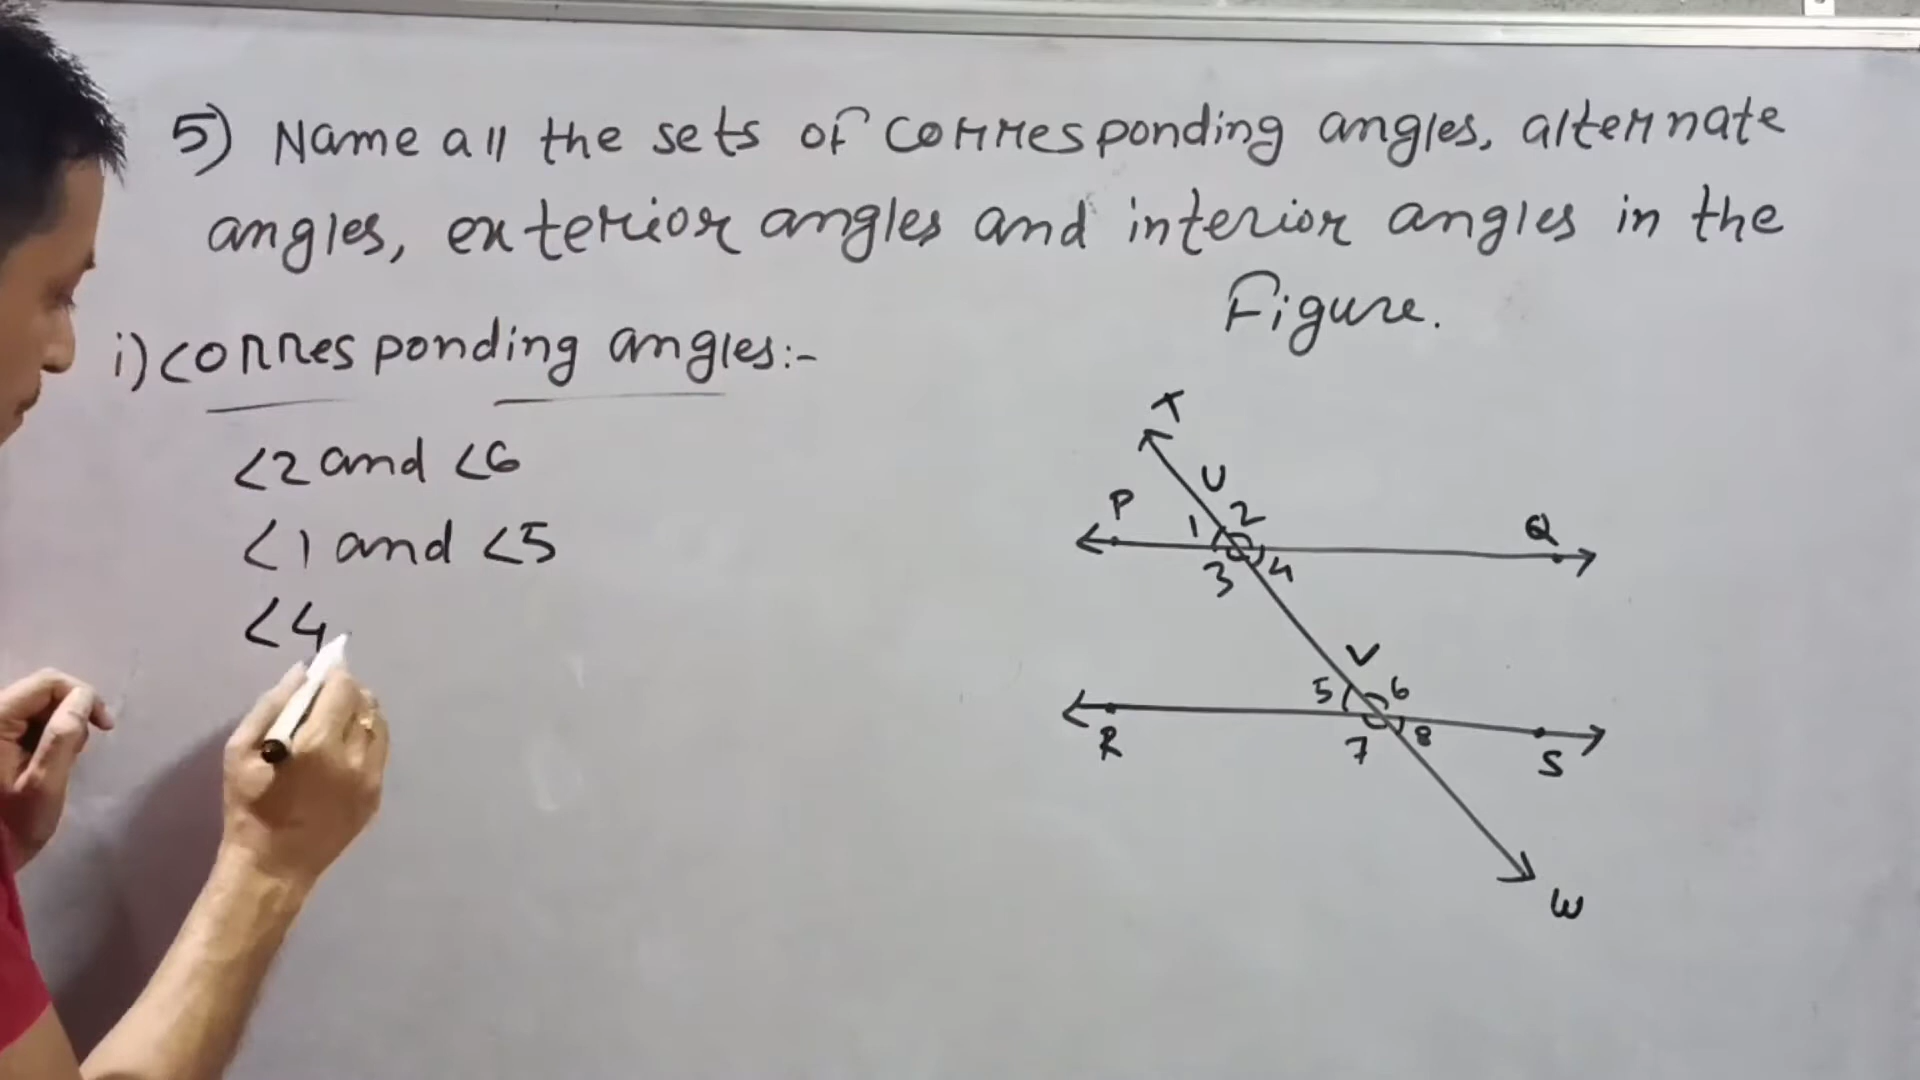 5) Name all the sets of corresponding angles, alternate
angles, exterior angles and interior angles in the
Figure.
i) corresponding angles:-
<2 and <6
<1 and <5
<4
U
P
1
2
Q
3
4
V
5
6
R
7
8
S
W